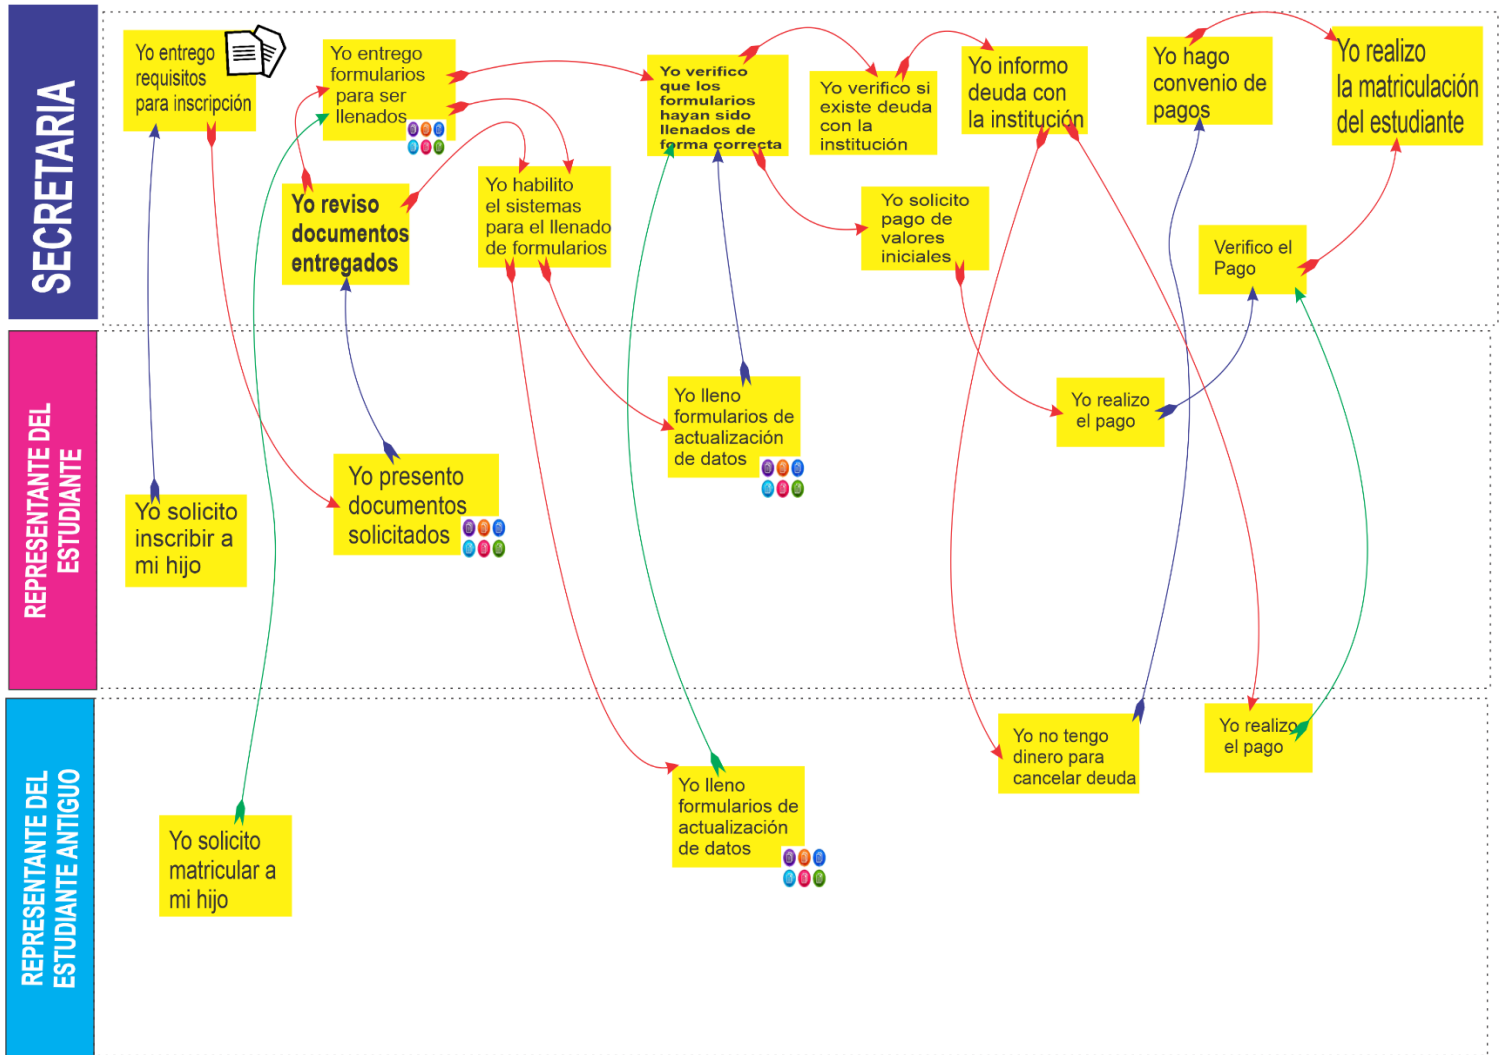 SECRETARIA
Yo entrego
requisitos
para inscripción
Yo entrego
formularios
para ser
llenados
Yo reviso
documentos
entregados
Yo habilito
el sistemas
para el llenado
de formularios
Yo verifico
que los
formularios
hayan sido
llenados de
forma correcta
Yo verifico si
existe deuda
con la
institución
Yo informo
deuda con
la institución
Yo solicito
pago de
valores
iniciales
Yo hago
convenio de
pagos
Verifico el
Pago
Yo realizo
la matriculación
del estudiante
REPRESENTANTE DEL
ESTUDIANTE
Yo solicito
inscribir a
mi hijo
Yo presento
documentos
solicitados
Yo lleno
formularios de
actualización
de datos
Yo realizo
el pago
REPRESENTANTE DEL
ESTUDIANTE ANTIGUO
Yo solicito
matricular a
mi hijo
Yo lleno
formularios de
actualización
de datos
Yo no tengo
dinero para
cancelar deuda
Yo realizo
el pago